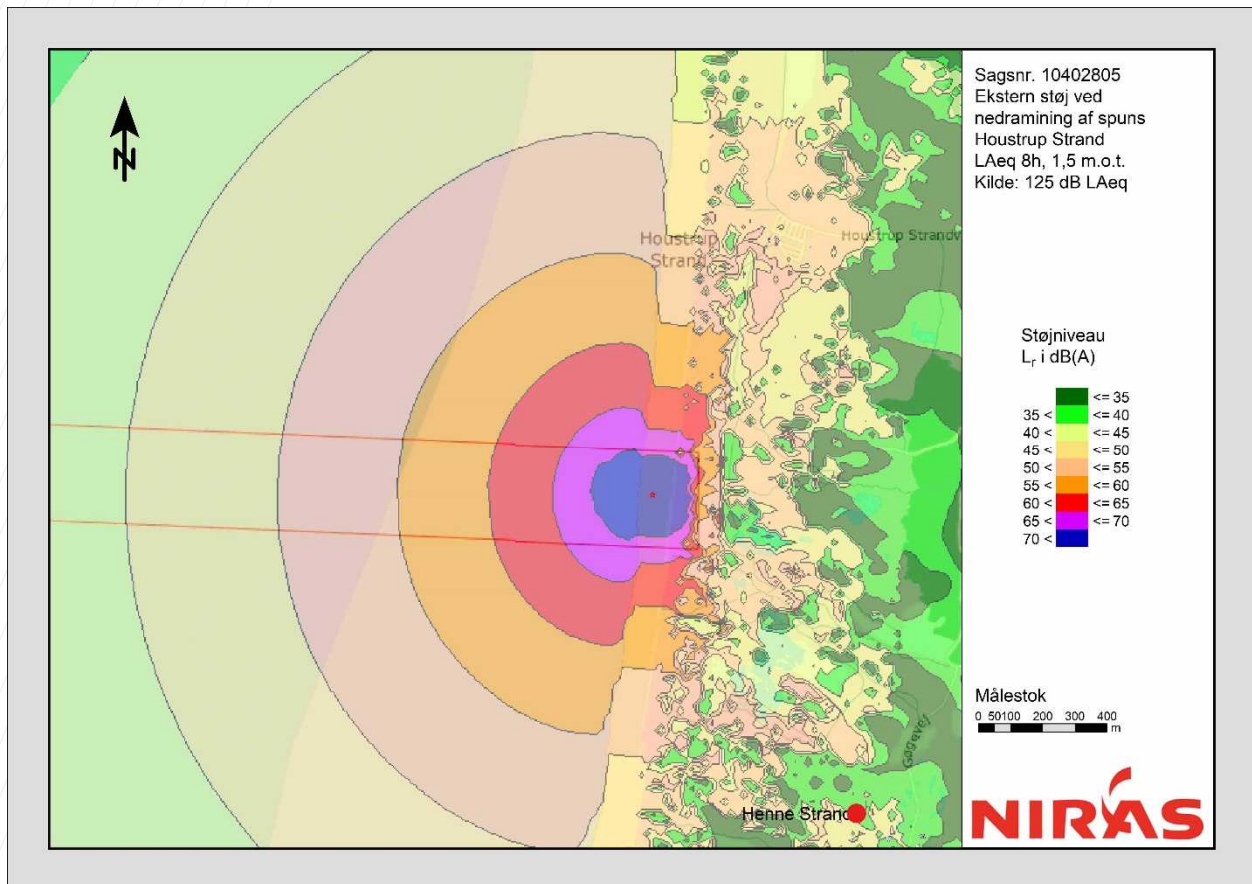 N
Houstrup
Strand
Houstrup Strandv
Gøgevej
Henne Strand
Sagsnr. 10402805
Ekstern støj ved
nedramining af spuns
Houstrup Strand
LAeq 8h, 1,5 m.o.t.
Kilde: 125 dB LAeq
Støjniveau
Lr i dB(A)
<= 35
35 < <= 40
40 < <= 45
45 < <= 50
50 < <= 55
55 < <= 60
60 < <= 65
65 < <= 70
70 <
Målestok
0 50 100 200 300 400
m
NIRAS